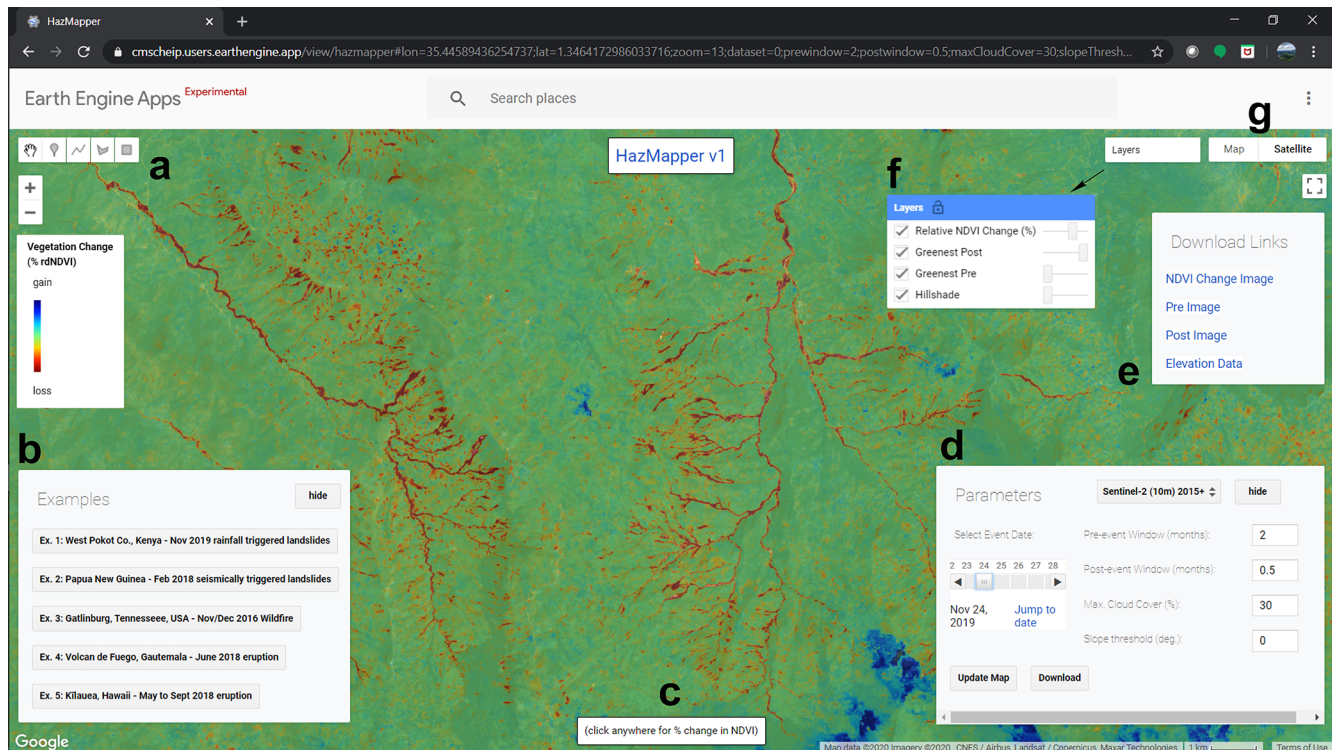 HazMapper
cmscheip.users.earthengine.app/view/hazmapper#lon=35.44589436254737;lat=1.3464172986033716;zoom=13;dataset=0;prewindow=2;postwindow=0.5;maxCloudCover=30;slopeThresh...
Earth Engine Apps Experimental
Search places
g
a
HazMapper v1
Layers
Map
Satellite
f
Layers
Relative NDVI Change (%)
Greenest Post
Greenest Pre
Hillshade
Vegetation Change
(% rdNDVI)
gain
loss
Download Links
NDVI Change Image
Pre Image
Post Image
Elevation Data
e
b
Examples
hide
Ex. 1: West Pokot Co., Kenya - Nov 2019 rainfall triggered landslides
Ex. 2: Papua New Guinea - Feb 2018 seismically triggered landslides
Ex. 3: Gatlinburg, Tennesseee, USA - Nov/Dec 2016 Wildfire
Ex. 4: Volcan de Fuego, Gautemala - June 2018 eruption
Ex. 5: Kilauea, Hawaii - May to Sept 2018 eruption
c
(click anywhere for % change in NDVI)
d
Parameters
Sentinel-2 (10m) 2015+
hide
Select Event Date:
2 23 24 25 26 27 28
Nov 24,
2019
Jump to
date
Pre-event Window (months):
2
Post-event Window (months):
0.5
Max. Cloud Cover (%):
30
Slope threshold (deg.):
0
Update Map
Download
Google
Map data ©2020 Imagery ©2020 , CNES / Airbus, Landsat / Copernicus, Maxar Technologies
1 km
Terms of Use